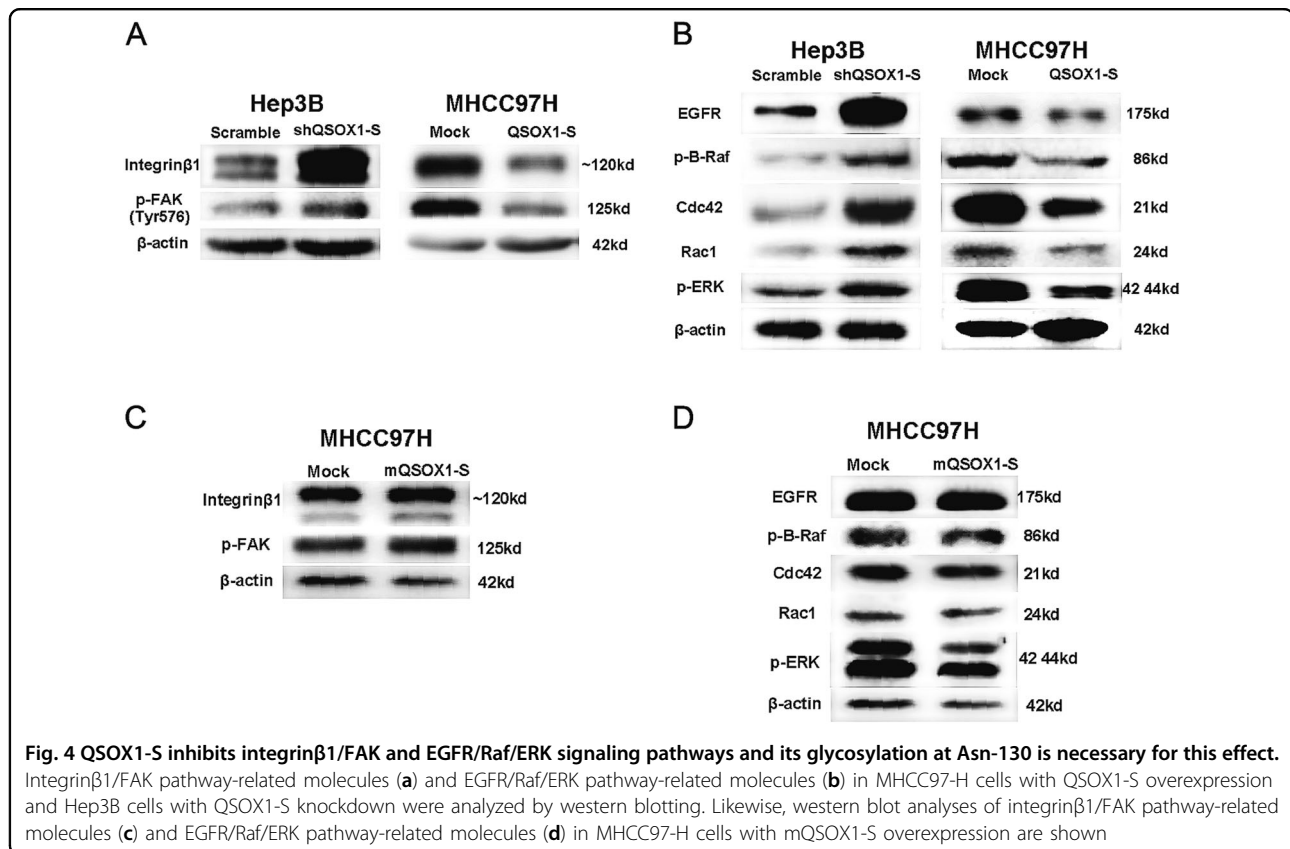 A
Hep3B MHCC97H
Scramble shQSOX1-S Mock QSOX1-S
Integrinβ1 ~120kd
p-FAK
(Tyr576) 125kd
β-actin 42kd
B
Hep3B MHCC97H
Scramble shQSOX1-S Mock QSOX1-S
EGFR 175kd
p-B-Raf 86kd
Cdc42 21kd
Rac1 24kd
p-ERK 42 44kd
β-actin 42kd
C
MHCC97H
Mock mQSOX1-S
Integrinβ1 ~120kd
p-FAK 125kd
β-actin 42kd
D
MHCC97H
Mock mQSOX1-S
EGFR 175kd
p-B-Raf 86kd
Cdc42 21kd
Rac1 24kd
p-ERK 42 44kd
β-actin 42kd
Fig. 4 QSOX1-S inhibits integrinβ1/FAK and EGFR/Raf/ERK signaling pathways and its glycosylation at Asn-130 is necessary for this effect.
Integrinβ1/FAK pathway-related molecules (a) and EGFR/Raf/ERK pathway-related molecules (b) in MHCC97-H cells with QSOX1-S overexpression
and Hep3B cells with QSOX1-S knockdown were analyzed by western blotting. Likewise, western blot analyses of integrinβ1/FAK pathway-related
molecules (c) and EGFR/Raf/ERK pathway-related molecules (d) in MHCC97-H cells with mQSOX1-S overexpression are shown